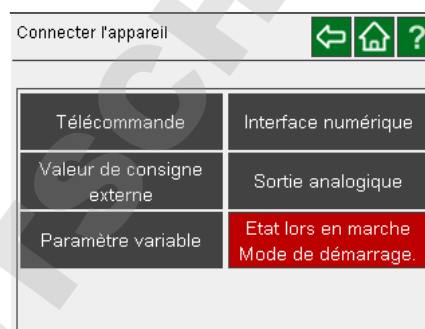 Connecter l'appareil
?
Télécommande
Interface numérique
Valeur de consigne
externe
Sortie analogique
Paramètre variable
Etat lors en marche
Mode de démarrage.